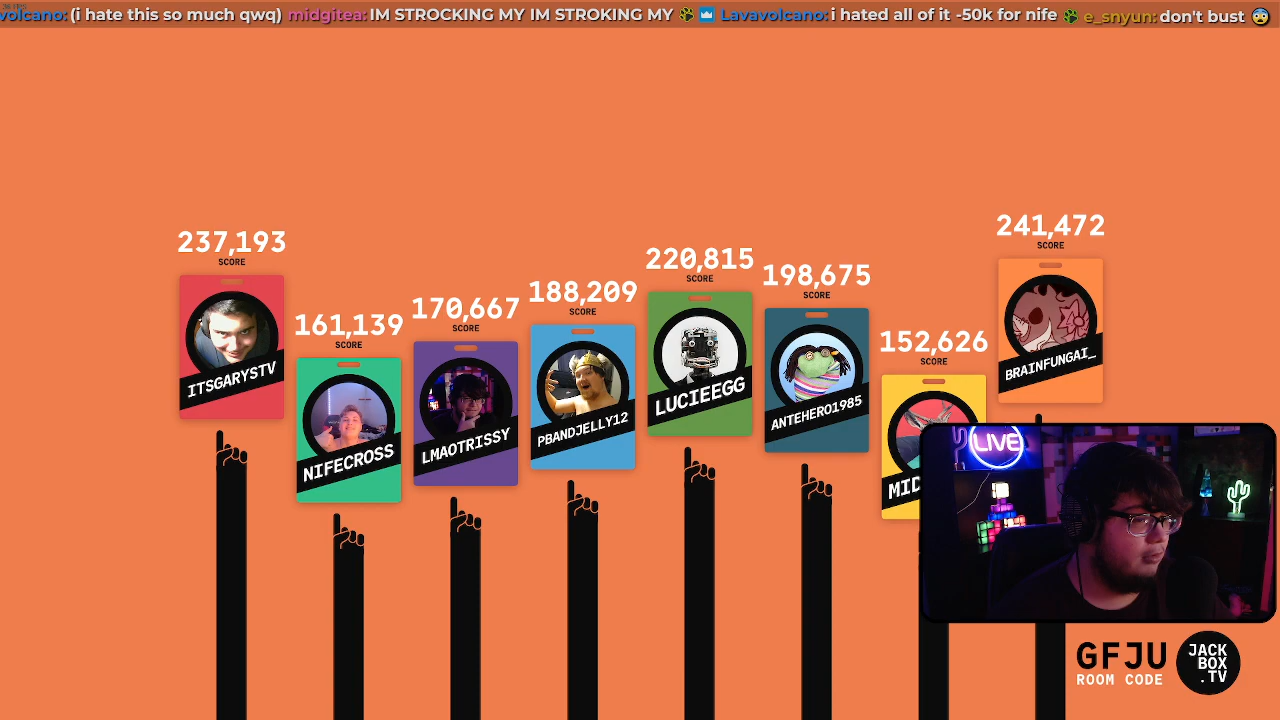 volcano: (i hate this so much qwq) midgitea: IM STROCKING MY IM STROKING MY Lavavolcano: i hated all of it -50k for nife e_snyun: don't bust
237,193
SCORE
ITSGARYSTV
161,139
SCORE
NIFECROSS
170,667
SCORE
LMAOTRISSY
188,209
SCORE
PBANDJELLY12
220,815
SCORE
LUCIEEGG
198,675
SCORE
ANTEHERO1985
152,626
SCORE
MID
241,472
SCORE
BRAINFUNGAI_
LIVE
GFJU
ROOM CODE
JACK
BOX
.TV